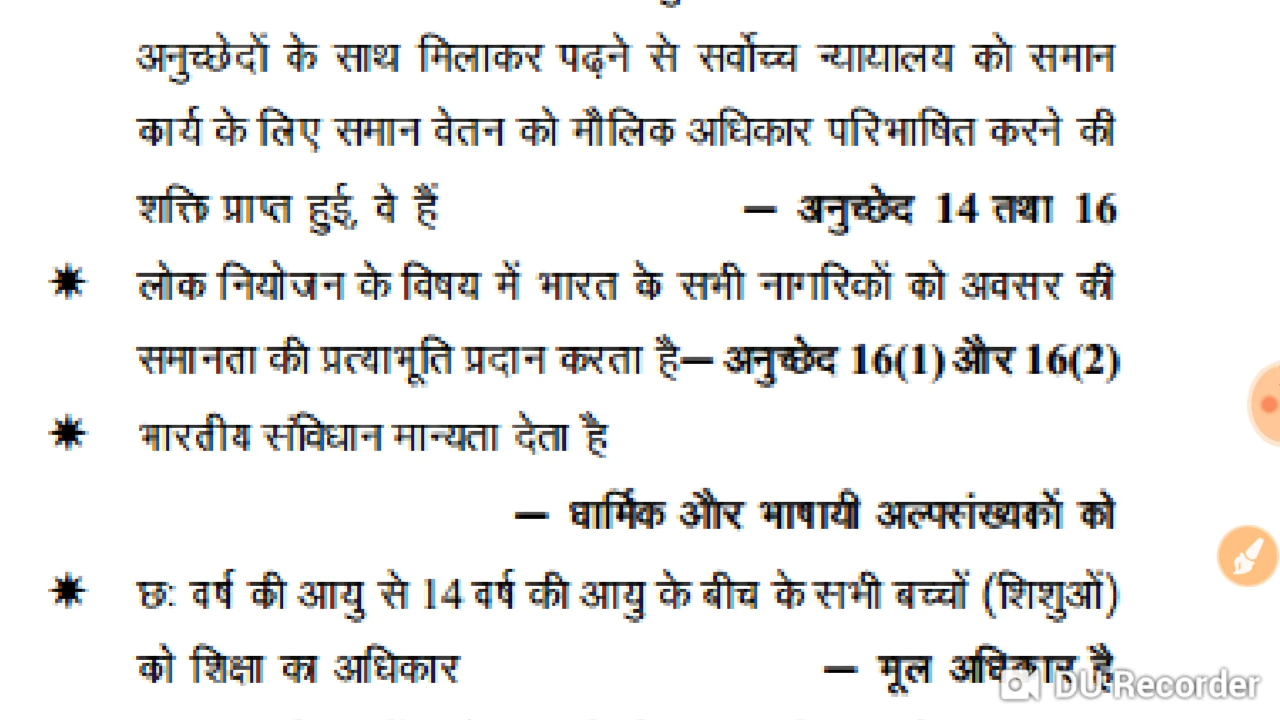 अनुच्छेदों के साथ मिलाकर पढ़ने से सर्वोच्च न्यायालय को समान
कार्य के लिए समान वेतन को मौलिक अधिकार परिभाषित करने की
शक्ति प्राप्त हुई, वे हैं — अनुच्छेद 14 तथा 16
✷ लोक नियोजन के विषय में भारत के सभी नागरिकों को अवसर की
समानता की प्रत्याभूति प्रदान करता है— अनुच्छेद 16(1) और 16(2)
✷ भारतीय संविधान मान्यता देता है
— धार्मिक और भाषायी अल्पसंख्यकों को
✷ छः वर्ष की आयु से 14 वर्ष की आयु के बीच के सभी बच्चों (शिशुओं)
को शिक्षा का अधिकार — मूल अधिकार है
DU Recorder